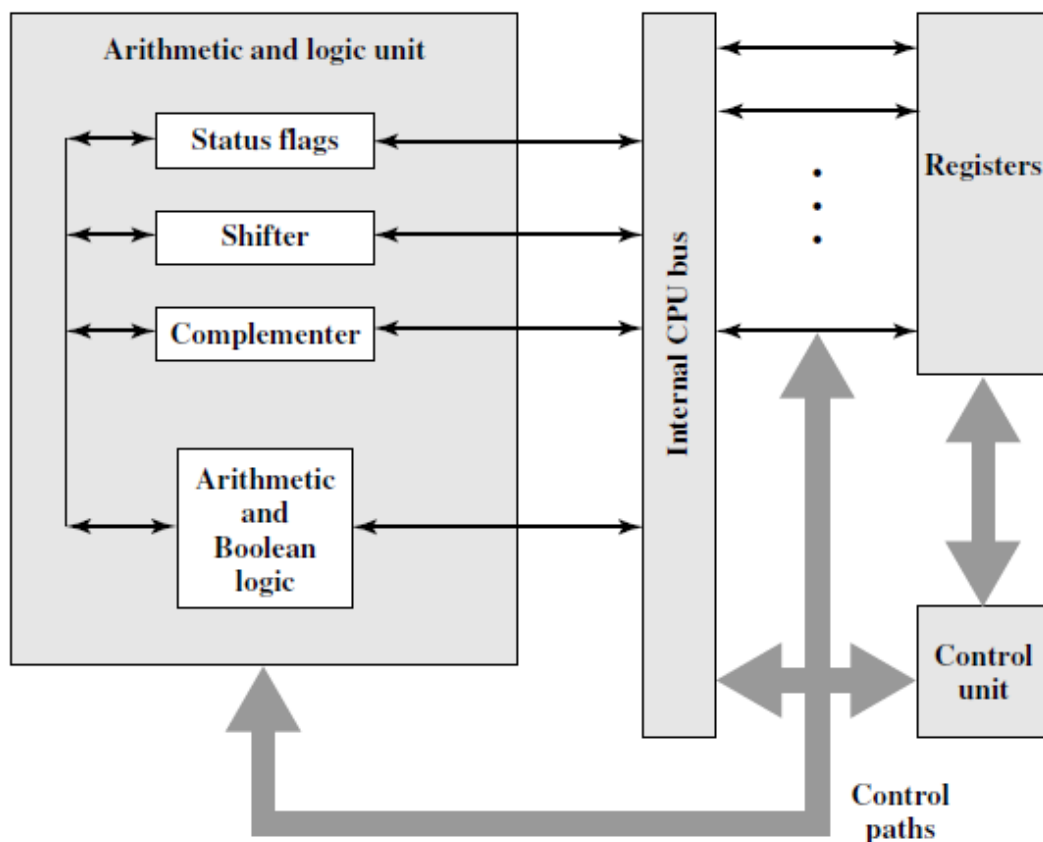 Arithmetic and logic unit
Status flags
Shifter
Complementer
Arithmetic
and
Boolean
logic
Internal CPU bus
Registers
Control
unit
Control
paths